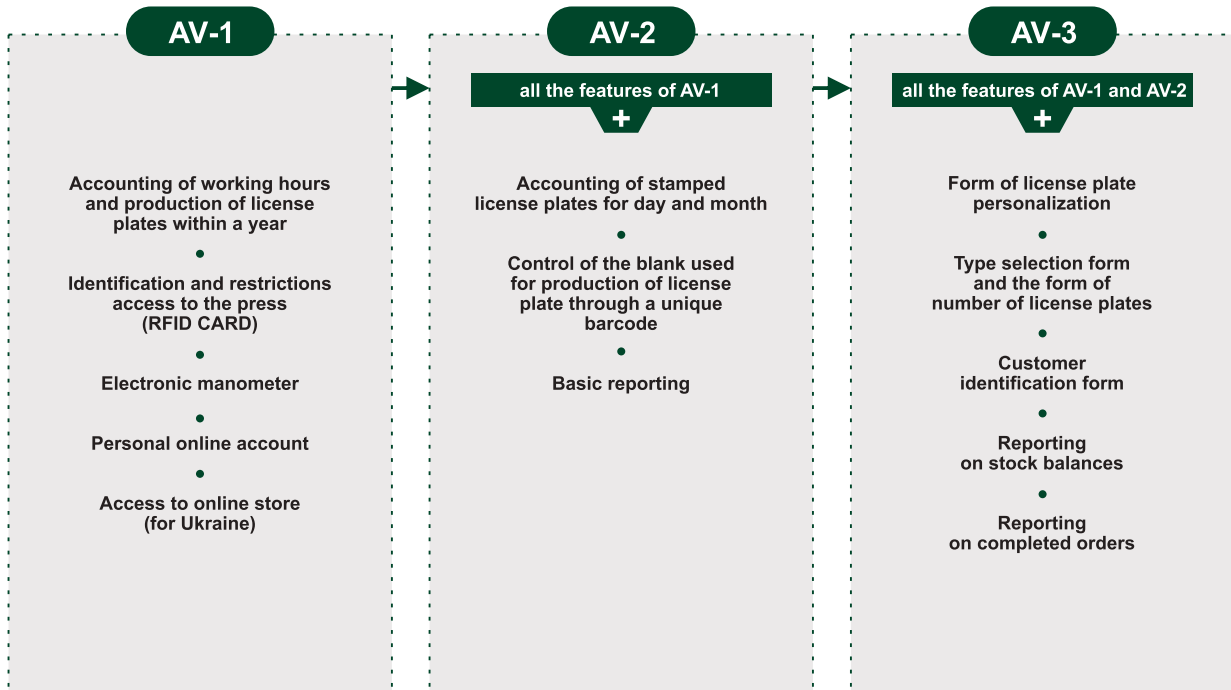 AV-1
Accounting of working hours
and production of license
plates within a year
Identification and restrictions
access to the press
(RFID CARD)
Electronic manometer
Personal online account
Access to online store
(for Ukraine)
AV-2
all the features of AV-1
+
Accounting of stamped
license plates for day and month
Control of the blank used
for production of license
plate through a unique
barcode
Basic reporting
AV-3
all the features of AV-1 and AV-2
+
Form of license plate
personalization
Type selection form
and the form of
number of license plates
Customer
identification form
Reporting
on stock balances
Reporting
on completed orders